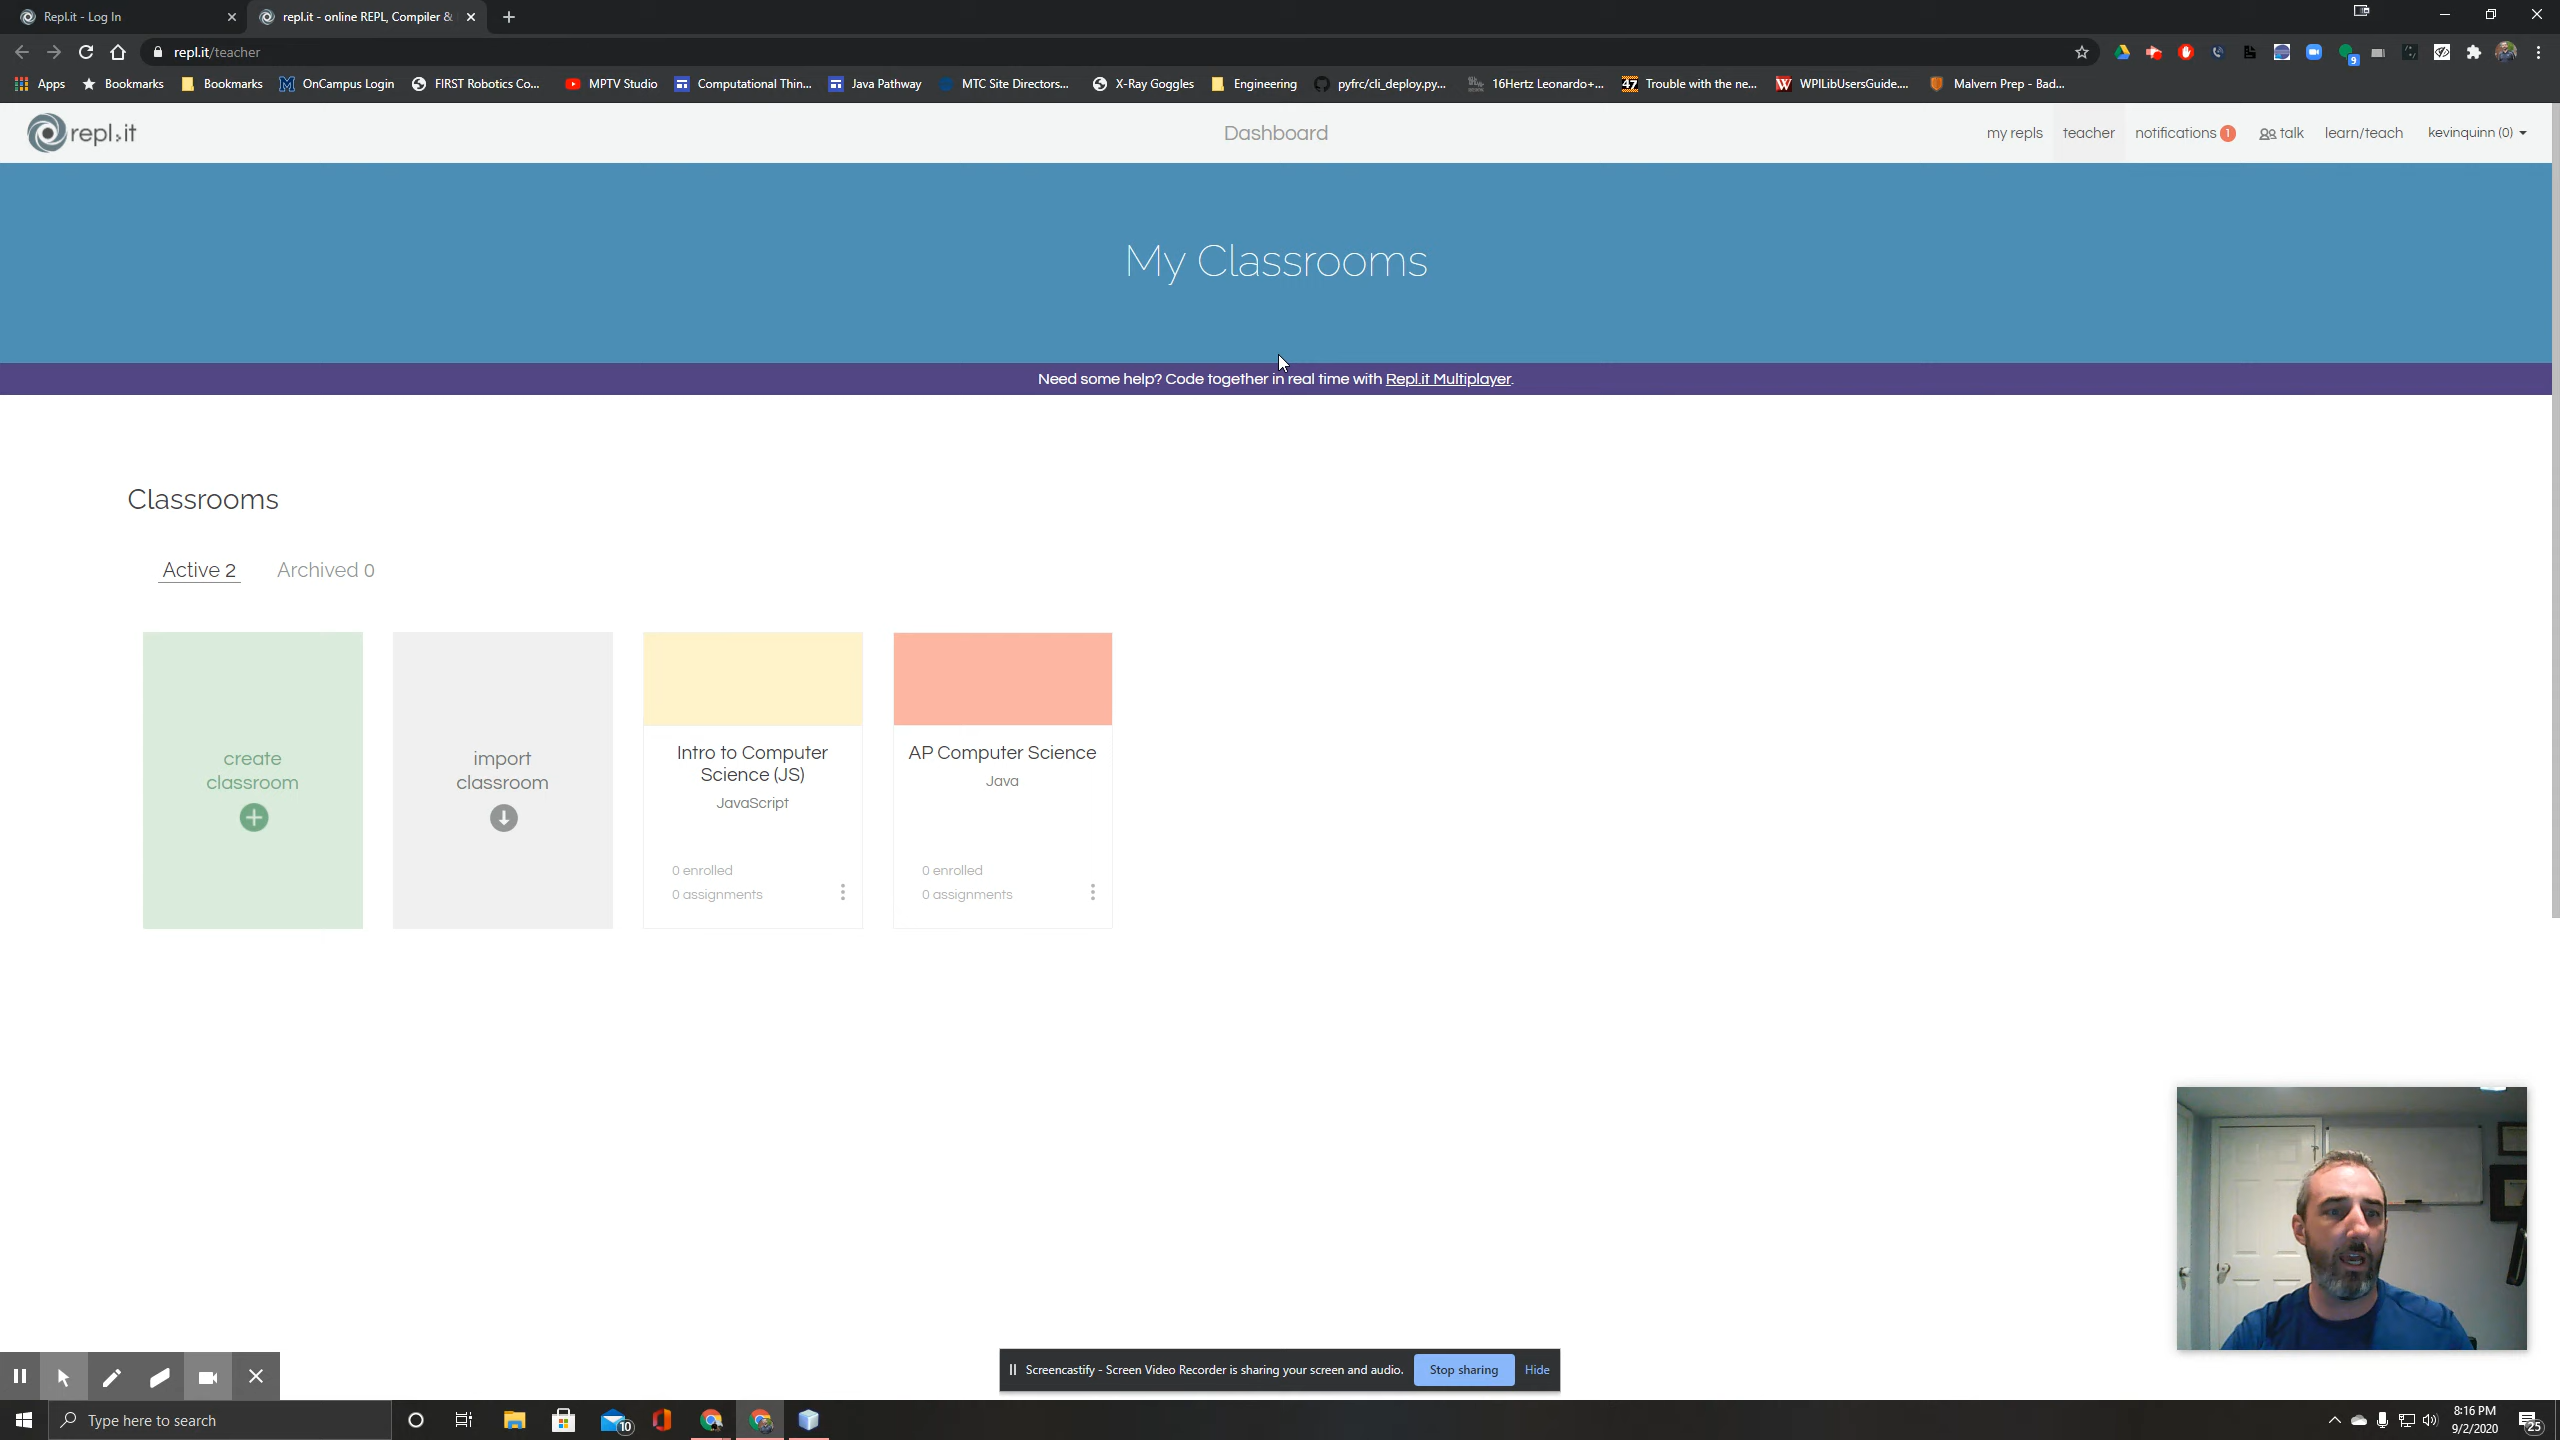 Repl.it - Log In
repl.it - online REPL, Compiler &
repl.it/teacher
Apps
Bookmarks
Bookmarks
OnCampus Login
FIRST Robotics Co...
MPTV Studio
Computational Thin...
Java Pathway
MTC Site Directors...
X-Ray Goggles
Engineering
pyfrc/cli_deploy.py...
16Hertz Leonardo+...
Trouble with the ne...
WPILibUsersGuide....
Malvern Prep - Bad...
9
repl.it
Dashboard
my repls
teacher
notifications 1
talk
learn/teach
kevinquinn (0)
My Classrooms
Need some help? Code together in real time with Repl.it Multiplayer.
Classrooms
Active 2
Archived 0
create
classroom
import
classroom
Intro to Computer
Science (JS)
JavaScript
0 enrolled
0 assignments
AP Computer Science
Java
0 enrolled
0 assignments
Screencastify - Screen Video Recorder is sharing your screen and audio.
Stop sharing
Hide
Type here to search
10
8:16 PM
9/2/2020
25